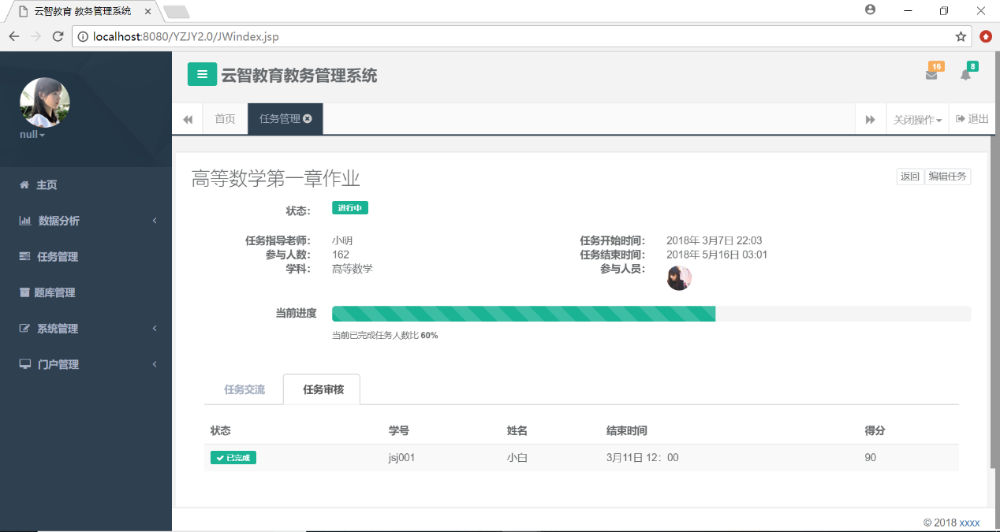 云智教育 教务管理系统
localhost:8080/YZJY2.0/JWindex.jsp
null
主页
数据分析
任务管理
题库管理
系统管理
门户管理
云智教育教务管理系统
16
8
首页
任务管理
关闭操作
退出
高等数学第一章作业
返回
编辑任务
状态：
进行中
任务指导老师： 小明
参与人数： 162
学科： 高等数学
任务开始时间： 2018年 3月7日 22:03
任务结束时间： 2018年 5月16日 03:01
参与人员：
当前进度
当前已完成任务人数比 60%
任务交流 任务审核
状态 学号 姓名 结束时间 得分
已完成 jsj001 小白 3月11日 12：00 90
© 2018 xxxx